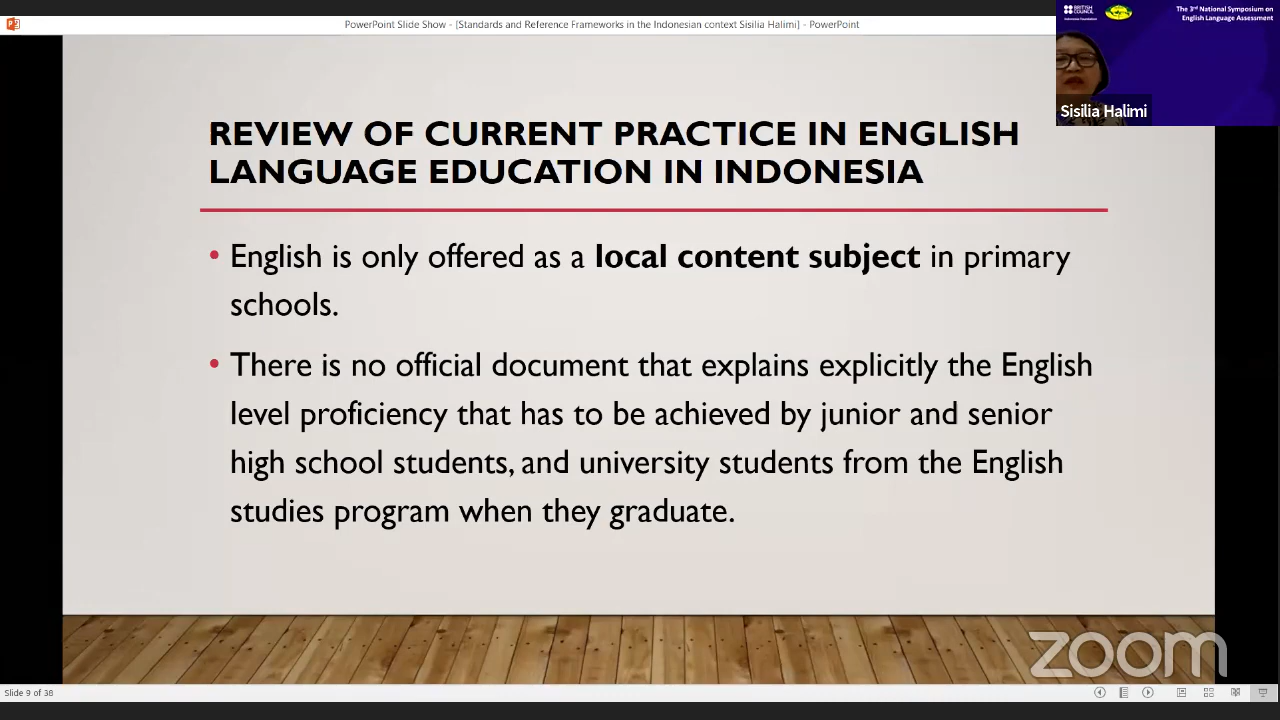 PowerPoint Slide Show - [Standards and Reference Frameworks in the Indonesian context Sisilia Halimi] - PowerPoint
BRITISH
COUNCIL
The 3rd National Symposium on
English Language Assessment
Sisilia Halimi
REVIEW OF CURRENT PRACTICE IN ENGLISH
LANGUAGE EDUCATION IN INDONESIA
• English is only offered as a local content subject in primary
schools.
• There is no official document that explains explicitly the English
level proficiency that has to be achieved by junior and senior
high school students, and university students from the English
studies program when they graduate.
zoom
Slide 9 of 38